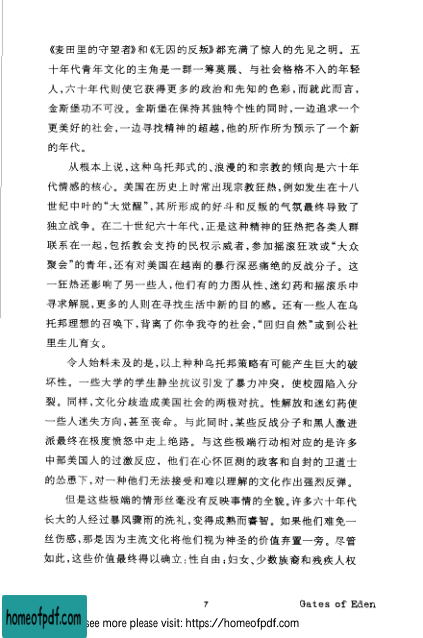 《麦田里的守望者》和《无因的反叛》都充满了惊人的先见之明。五
十年代青年文化的主角是一群一筹莫展、与社会格格不入的年轻
人,六十年代则使它获得更多的政治和先知的色彩,而就此而言,
金斯堡功不可没。金斯堡在保持其独特个性的同时,一边追求一个
更美好的社会,一边寻找精神的超越,他的所作所为预示了一个新
的年代。
从根本上说,这种乌托邦式的、浪漫的和宗教的倾向是六十年
代情感的核心。美国在历史上时常出现宗教狂热,例如发生在十八
世纪中叶的“大觉醒”,其所形成的好斗和反叛的气氛最终导致了
独立战争。在二十世纪六十年代,正是这种精神的狂热把各类人群
联系在一起,包括教会支持的民权示威者,参加摇滚狂欢或“大众
聚会”的青年,还有对美国在越南的暴行深恶痛绝的反战分子。这
一狂热还影响了另一些人,他们有的力图从性、迷幻药和摇滚乐中
寻求解脱,更多的人则在寻找生活中新的目的感。还有一些人在乌
托邦理想的召唤下,背离了你争我夺的社会,“回归自然”或到公社
里生儿育女。
令人始料未及的是,以上种种乌托邦策略有可能产生巨大的破
坏性。一些大学的学生静坐抗议引发了暴力冲突,使校园陷入分
裂。同样,文化分歧造成美国社会的两极对抗。性解放和迷幻药使
一些人迷失方向,甚至丧命。与此同时,某些反战分子和黑人激进
派最终在极度愤怒中走上绝路。与这些极端行动相对应的是许多
中部美国人的过激反应,他们在心怀叵测的政客和自封的卫道士
的怂恿下,对一种他们无法接受和难以理解的文化作出强烈反弹。
但是这些极端的情形丝毫没有反映事情的全貌。许多六十年代
长大的人经过暴风骤雨的洗礼,变得成熟而睿智。如果他们难免一
丝伤感,那是因为主流文化将他们视为神圣的价值弃置一旁。尽管
如此,这些价值最终得以确立:性自由;妇女、少数族裔和残疾人权
7
Gates of Eden
homeofpdf.com
see more please visit: https://homeofpdf.com